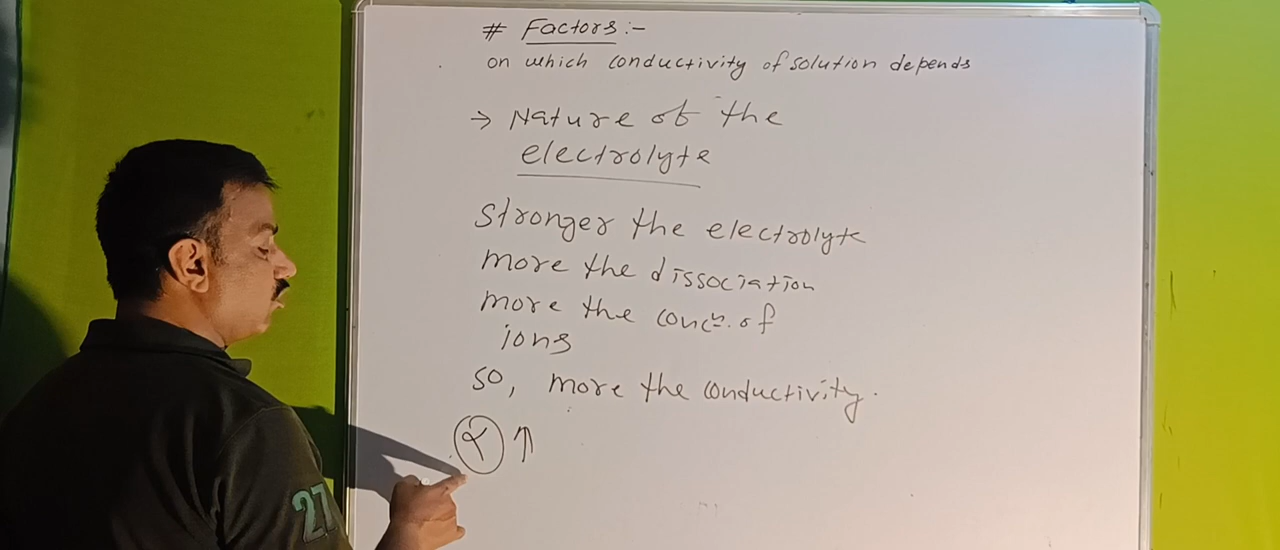 # Factors :-
on which conductivity of solution depends
→ Nature of the
electrolyte
Stronger the electrolyte
more the dissociation
more the concn. of
ions
so, more the conductivity.
α ↑
27